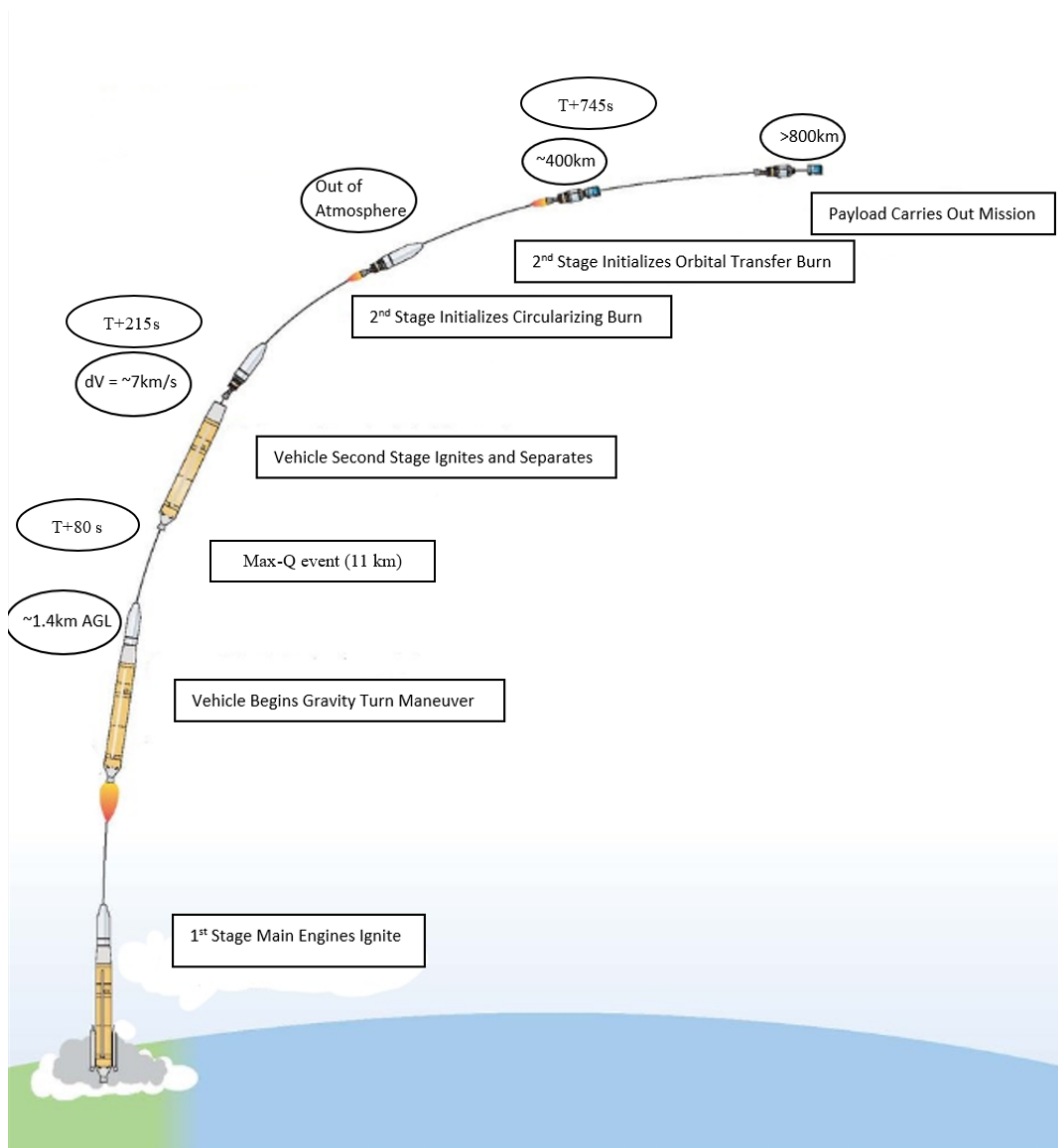 T+745s
>800km
~400km
Out of
Atmosphere
Payload Carries Out Mission
2nd Stage Initializes Orbital Transfer Burn
T+215s
2nd Stage Initializes Circularizing Burn
dV = ~7km/s
Vehicle Second Stage Ignites and Separates
T+80 s
Max-Q event (11 km)
~1.4km AGL
Vehicle Begins Gravity Turn Maneuver
1st Stage Main Engines Ignite